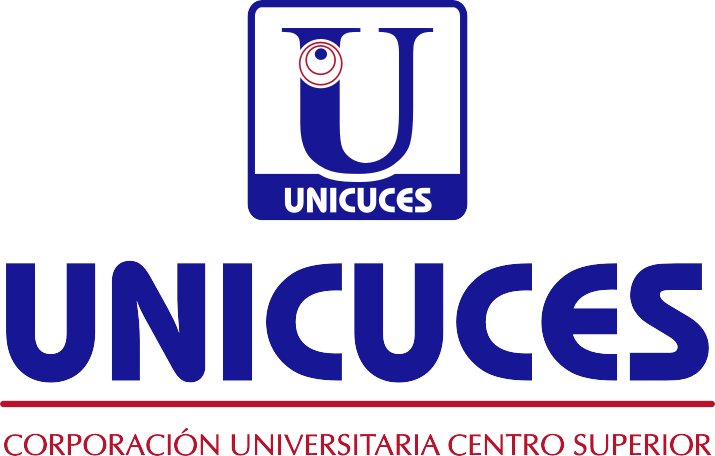 U
UNICUCES
UNICUCES
CORPORACIÓN UNIVERSITARIA CENTRO SUPERIOR